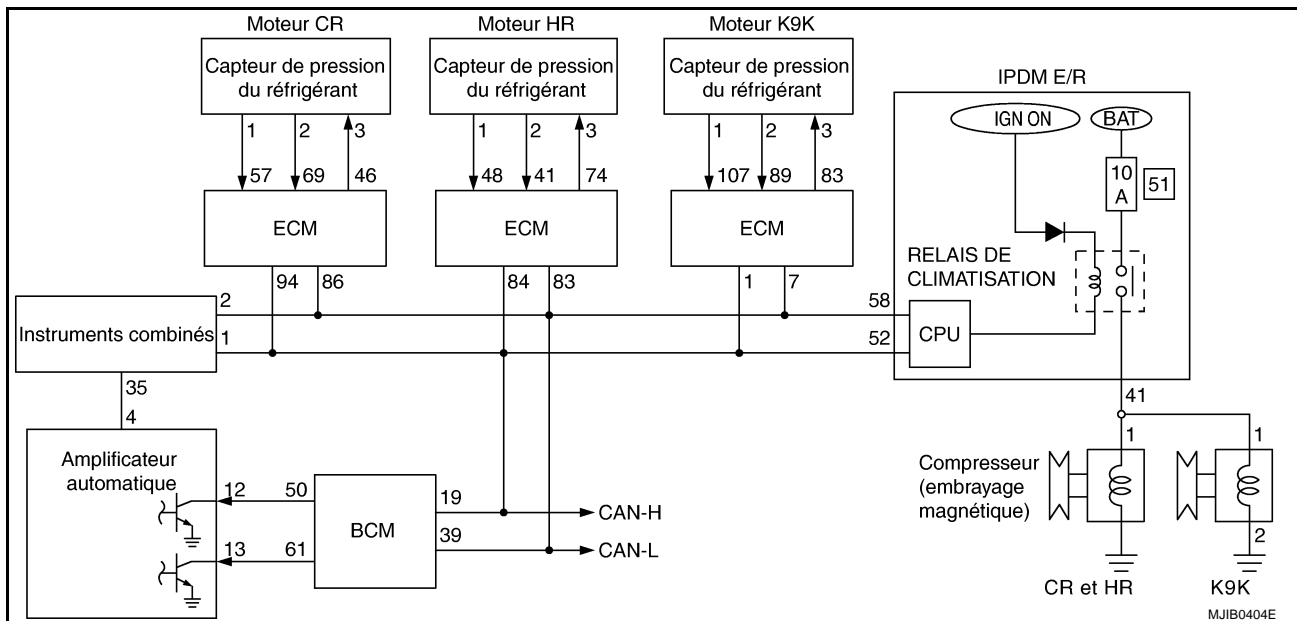 Moteur CR
Moteur HR
Moteur K9K
Capteur de pression
du réfrigérant
Capteur de pression
du réfrigérant
Capteur de pression
du réfrigérant
IPDM E/R
IGN ON
BAT
1
2
3
1
2
3
1
2
3
10
A
51
57
69
46
48
41
74
107
89
83
ECM
ECM
ECM
RELAIS DE
CLIMATISATION
94
86
84
83
1
7
2
58
Instruments combinés
1
52
CPU
35
4
41
Amplificateur
automatique
1
1
Compresseur
(embrayage
magnétique)
12
50
19
CAN-H
BCM
13
61
39
CAN-L
2
CR et HR
K9K
MJIB0404E